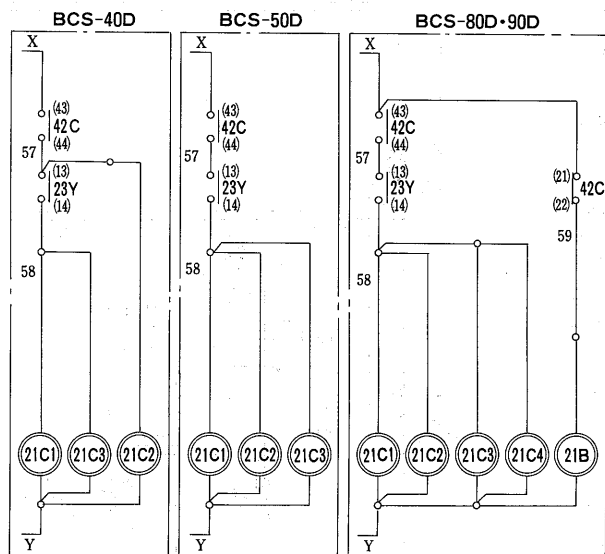 BCS-40D
X
(43)
42C
(44)
57
(13)
23Y
(14)
58
21C1
21C3
21C2
Y
BCS-50D
X
(43)
42C
(44)
57
(13)
23Y
(14)
58
21C1
21C2
21C3
Y
BCS-80D・90D
X
(43)
42C
(44)
57
(13)
23Y
(14)
(21)
42C
(22)
59
58
21C1
21C2
21C3
21C4
21B
Y